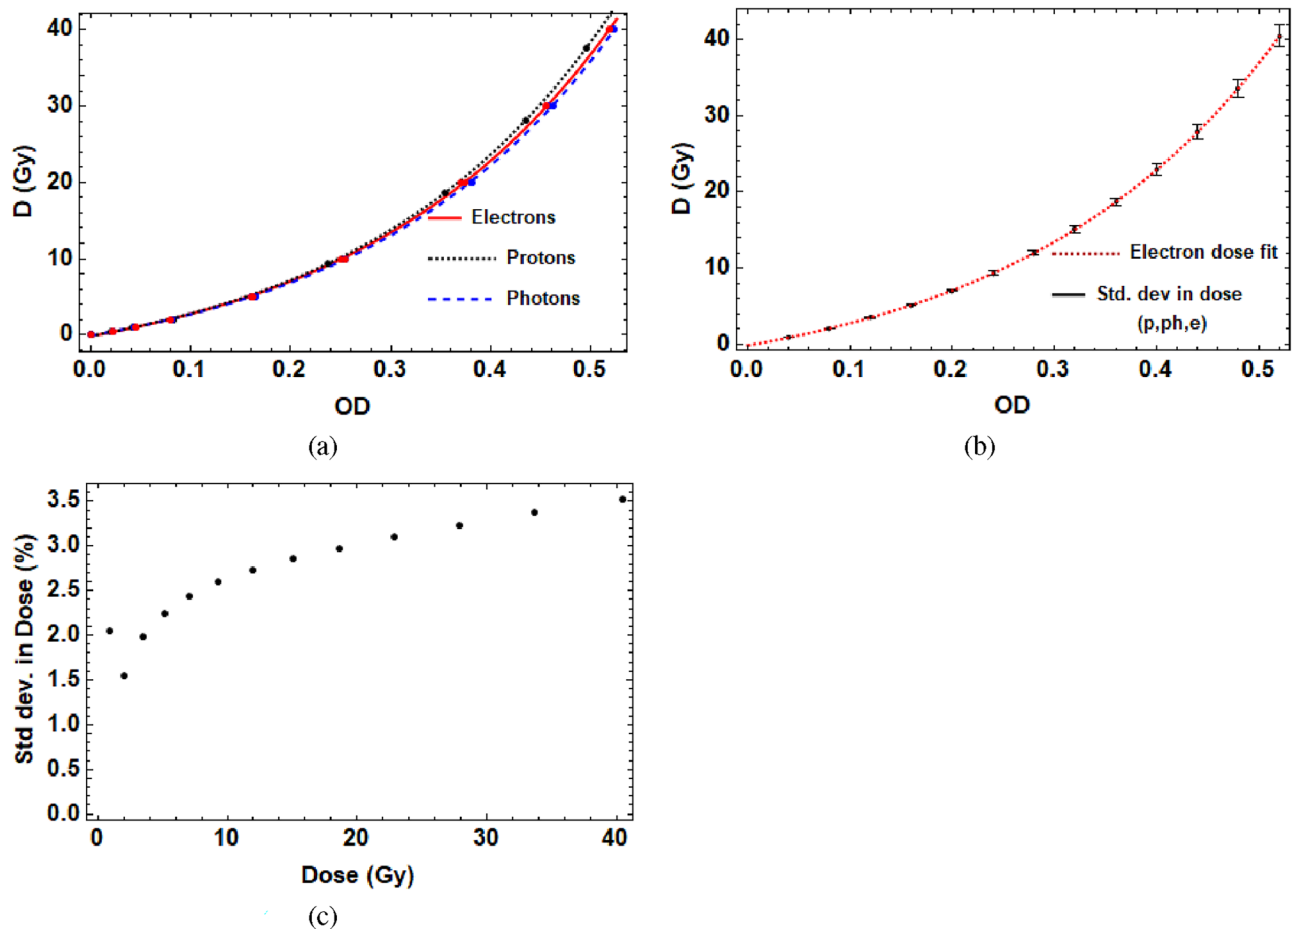 D (Gy)
40
30
20
10
0
Electrons
Protons
Photons
0.0 0.1 0.2 0.3 0.4 0.5
OD
(a)
D (Gy)
40
30
20
10
0
Electron dose fit
Std. dev in dose
(p,ph,e)
0.0 0.1 0.2 0.3 0.4 0.5
OD
(b)
Std dev. in Dose (%)
3.5
3.0
2.5
2.0
1.5
1.0
0.5
0.0
0 10 20 30 40
Dose (Gy)
(c)